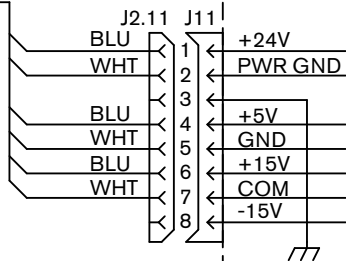 J2.11 J11
BLU 1 +24V
WHT 2 PWR GND
3
BLU 4 +5V
WHT 5 GND
BLU 6 +15V
WHT 7 COM
8 -15V